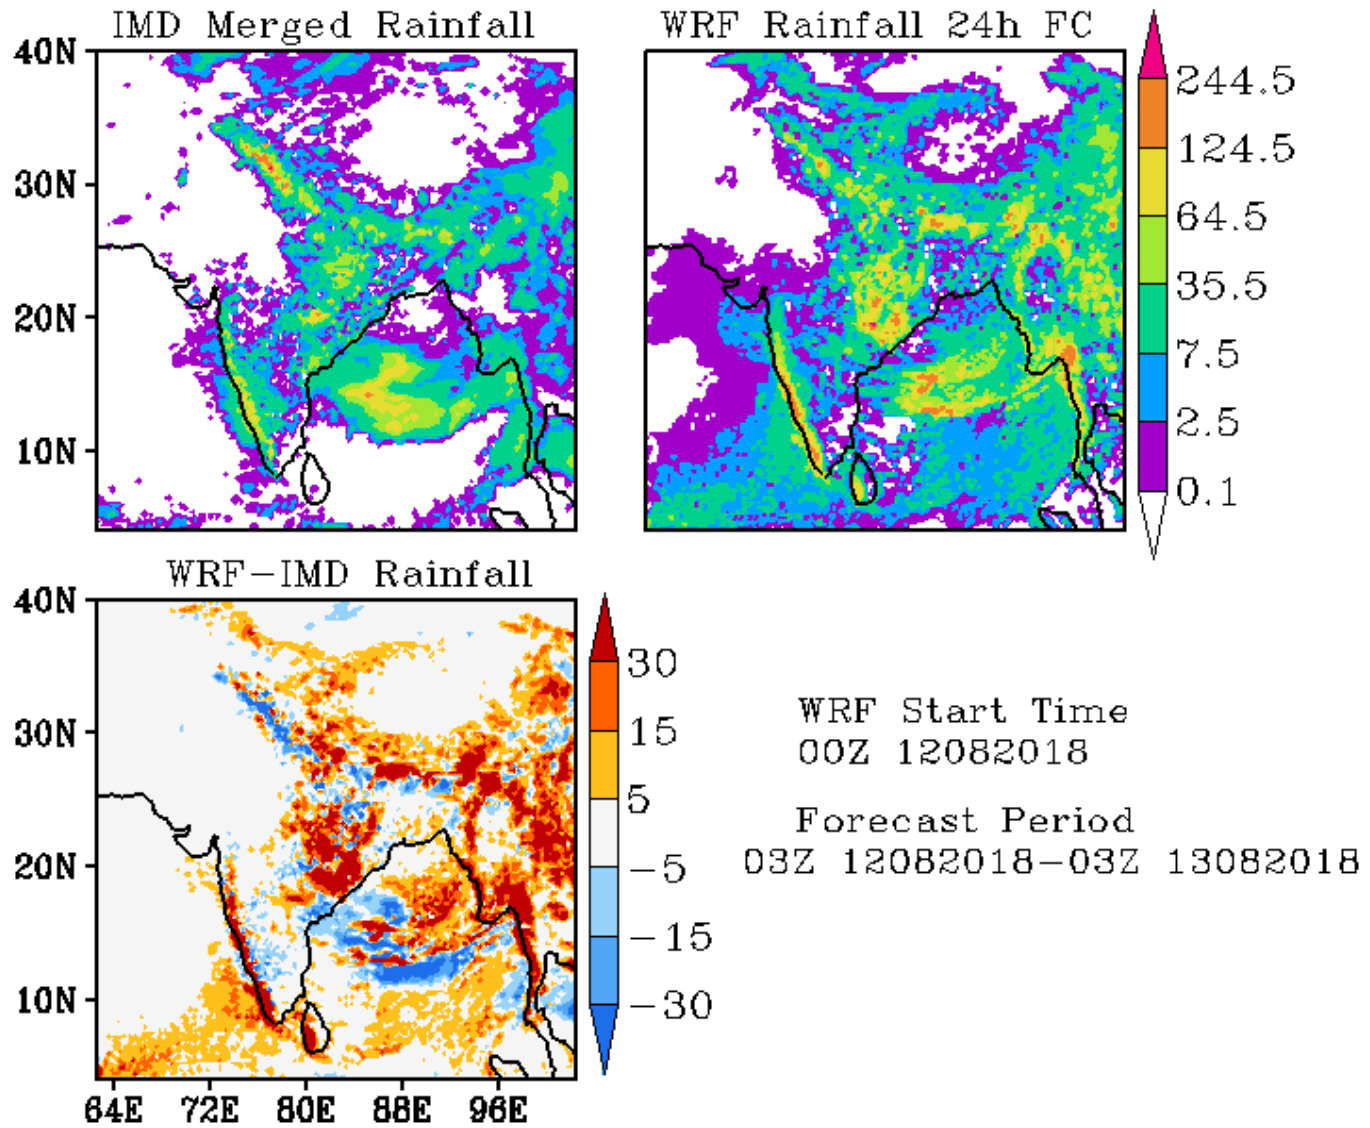 IMD Merged Rainfall
WRF Rainfall 24h FC
40N
30N
20N
10N
244.5
124.5
64.5
35.5
7.5
2.5
0.1
WRF-IMD Rainfall
40N
30N
20N
10N
64E 72E 80E 88E 96E
30
15
5
-5
-15
-30
WRF Start Time
00Z 12082018
Forecast Period
03Z 12082018-03Z 13082018